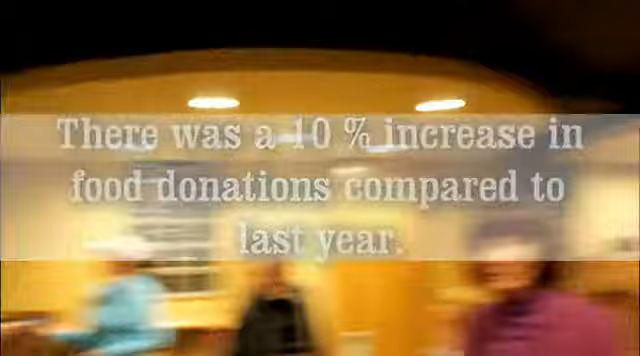 There was a 10 % increase in
food donations compared to
last year.